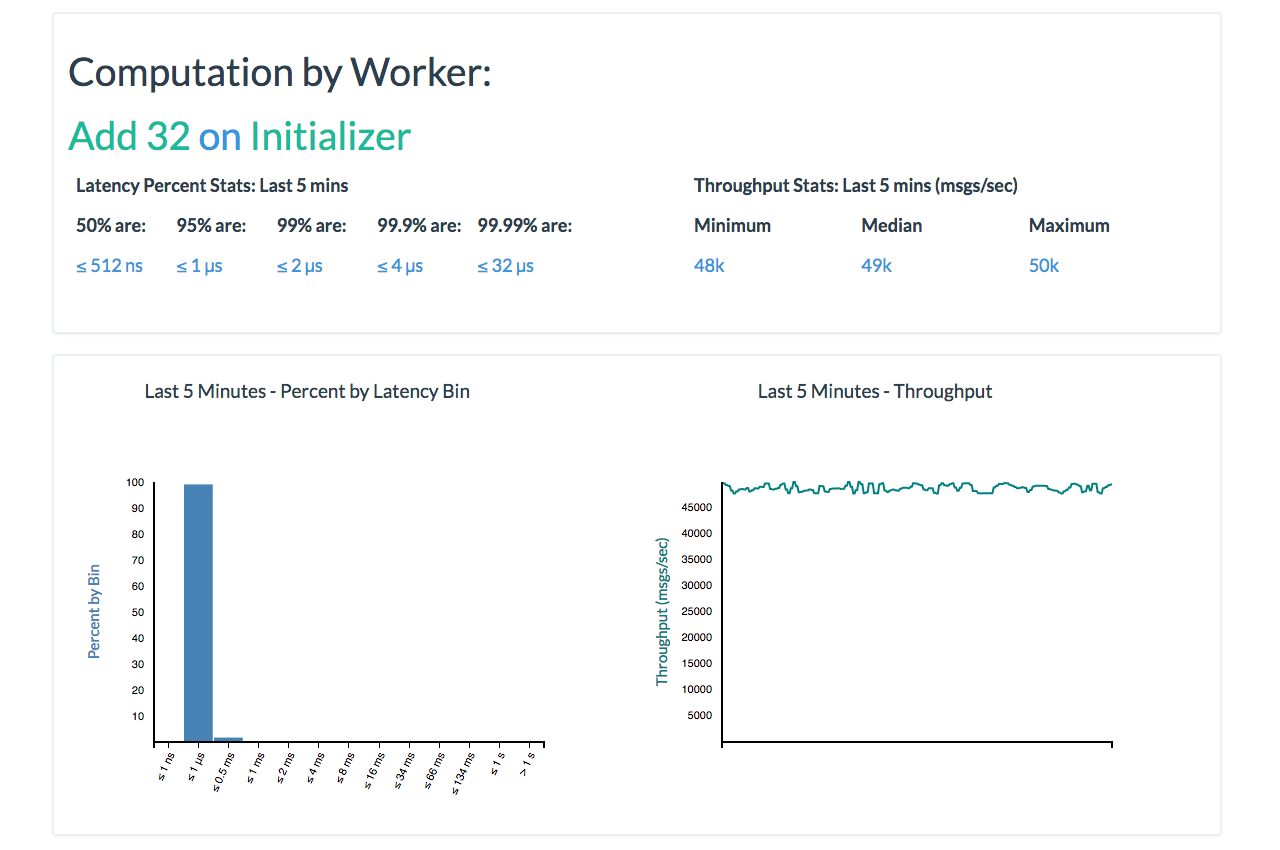 Computation by Worker:
Add 32 on Initializer
Latency Percent Stats: Last 5 mins
50% are: 95% are: 99% are: 99.9% are: 99.99% are:
≤ 512 ns ≤ 1 µs ≤ 2 µs ≤ 4 µs ≤ 32 µs
Throughput Stats: Last 5 mins (msgs/sec)
Minimum Median Maximum
48k 49k 50k
Last 5 Minutes - Percent by Latency Bin
Percent by Bin
100
90
80
70
60
50
40
30
20
10
≤ 1 ns
≤ 1 µs
≤ 0.5 ms
≤ 1 ms
≤ 2 ms
≤ 4 ms
≤ 8 ms
≤ 16 ms
≤ 34 ms
≤ 66 ms
≤ 134 ms
≤ 1 s
> 1 s
Last 5 Minutes - Throughput
Throughput (msgs/sec)
45000
40000
35000
30000
25000
20000
15000
10000
5000